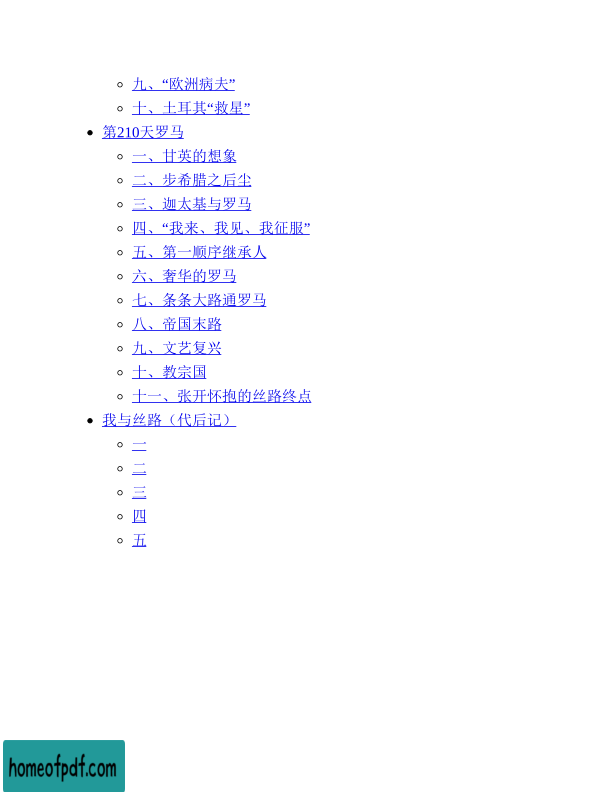 九、“欧洲病夫”
十、土耳其“救星”
第210天罗马
一、甘英的想象
二、步希腊之后尘
三、迦太基与罗马
四、“我来、我见、我征服”
五、第一顺序继承人
六、奢华的罗马
七、条条大路通罗马
八、帝国末路
九、文艺复兴
十、教宗国
十一、张开怀抱的丝路终点
我与丝路（代后记）
一
二
三
四
五
homeofpdf.com